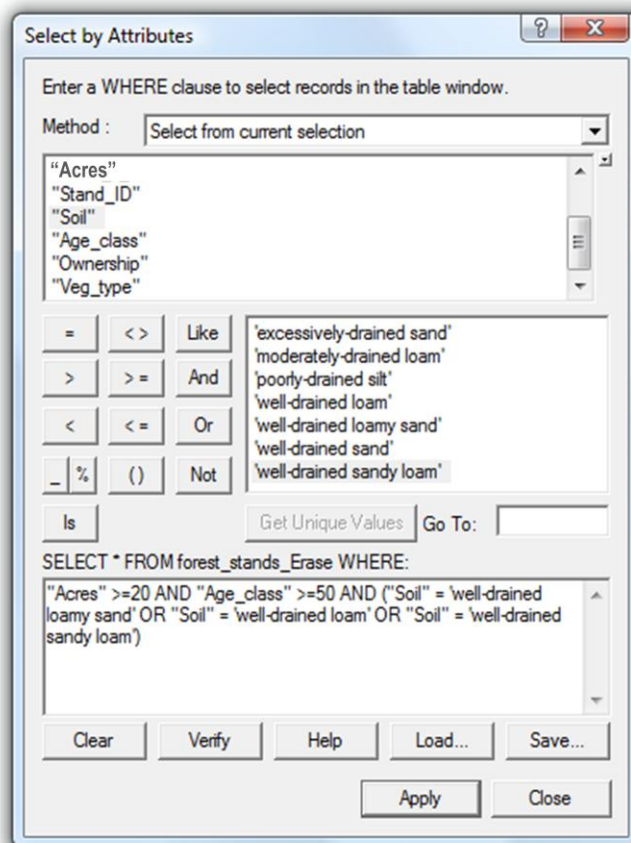 Select by Attributes
?
X
Enter a WHERE clause to select records in the table window.
Method :
Select from current selection
“Acres”
"Stand_ID"
"Soil"
"Age_class"
"Ownership"
"Veg_type"
= <> Like
> >= And
< <= Or
_ % () Not
Is
'excessively-drained sand'
'moderately-drained loam'
'poorly-drained silt'
'well-drained loam'
'well-drained loamy sand'
'well-drained sand'
'well-drained sandy loam'
Get Unique Values Go To:
SELECT * FROM forest_stands_Erase WHERE:
"Acres" >=20 AND "Age_class" >=50 AND ("Soil" = 'well-drained
loamy sand' OR "Soil" = 'well-drained loam' OR "Soil" = 'well-drained
sandy loam')
Clear Verify Help Load... Save...
Apply Close